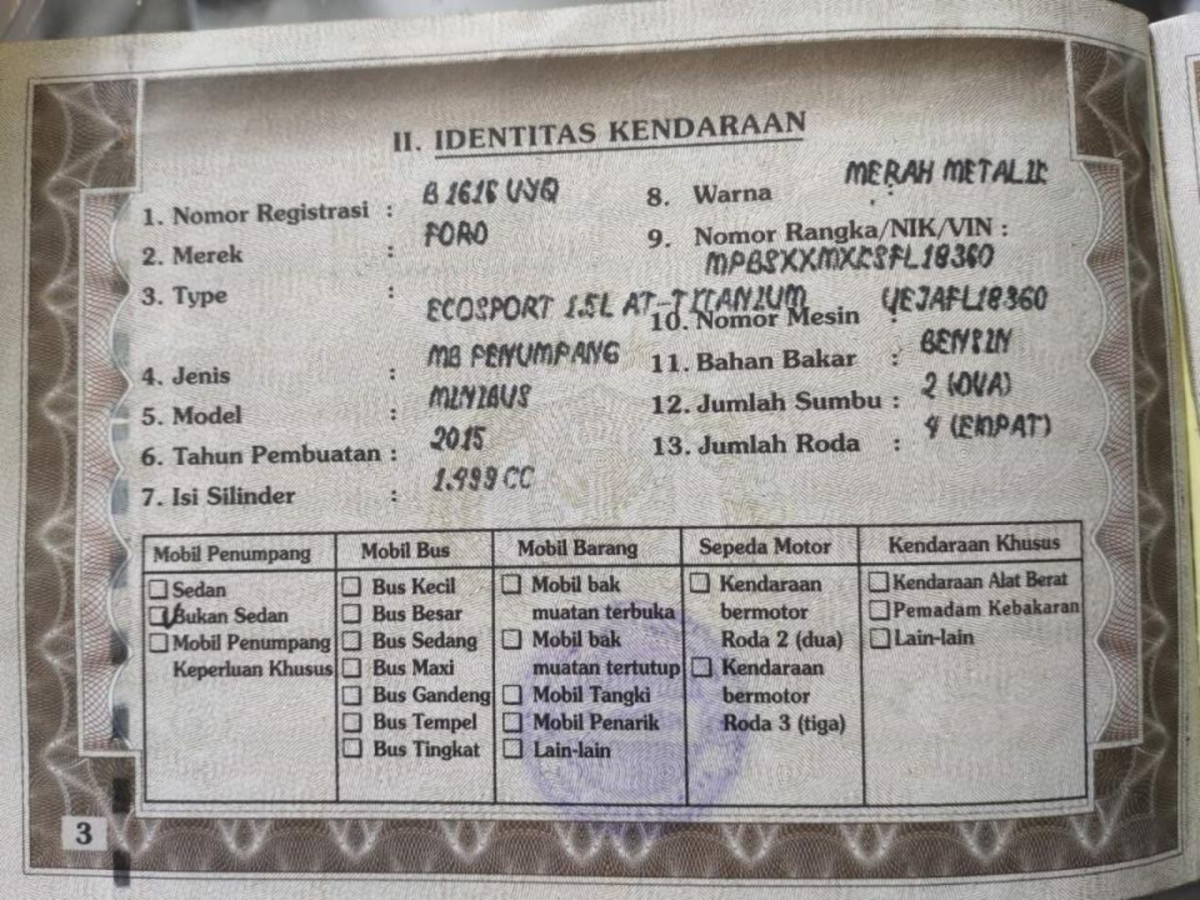 II. IDENTITAS KENDARAAN
1. Nomor Registrasi : B 1616 UYQ
2. Merek : FORD
3. Type : ECOSPORT 1.5L AT-TITANIUM
4. Jenis : MB PENUMPANG
5. Model : MINIBUS
6. Tahun Pembuatan : 2015
7. Isi Silinder : 1.499 CC
8. Warna : MERAH METALIK
9. Nomor Rangka/NIK/VIN :
MPBSXXMXKSFL18360
10. Nomor Mesin : UEJAFL18360
11. Bahan Bakar : BENSIN
12. Jumlah Sumbu : 2 (DUA)
13. Jumlah Roda : 4 (EMPAT)
Mobil Penumpang
Sedan
Bukan Sedan
Mobil Penumpang
Keperluan Khusus
Mobil Bus
Bus Kecil
Bus Besar
Bus Sedang
Bus Maxi
Bus Gandeng
Bus Tempel
Bus Tingkat
Mobil Barang
Mobil bak
muatan terbuka
Mobil bak
muatan tertutup
Mobil Tangki
Mobil Penarik
Lain-lain
Sepeda Motor
Kendaraan
bermotor
Roda 2 (dua)
Kendaraan
bermotor
Roda 3 (tiga)
Kendaraan Khusus
Kendaraan Alat Berat
Pemadam Kebakaran
Lain-lain
3